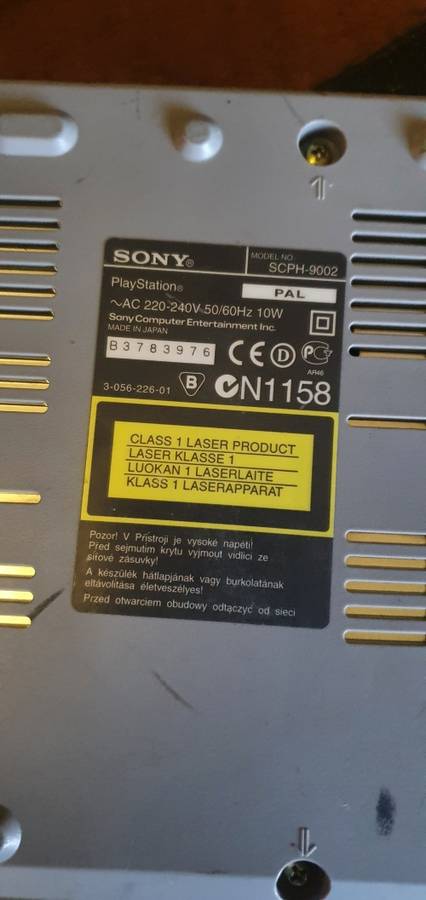 SONY®
MODEL NO.
SCPH-9002
PlayStation®
PAL
~AC 220-240V 50/60Hz 10W
Sony Computer Entertainment Inc.
MADE IN JAPAN
B3783976
CE D PC
AR46
3-056-226-01 B N1158
CLASS 1 LASER PRODUCT
LASER KLASSE 1
LUOKAN 1 LASERLAITE
KLASS 1 LASERAPPARAT
Pozor! V Přístroji je vysoké napětí!
Před sejmutím krytu vyjmout vidlici ze
síťové zásuvky!
A készülék hátlapjának vagy burkolatának
eltávolítása életveszélyes!
Przed otwarciem obudowy odłączyć od sieci